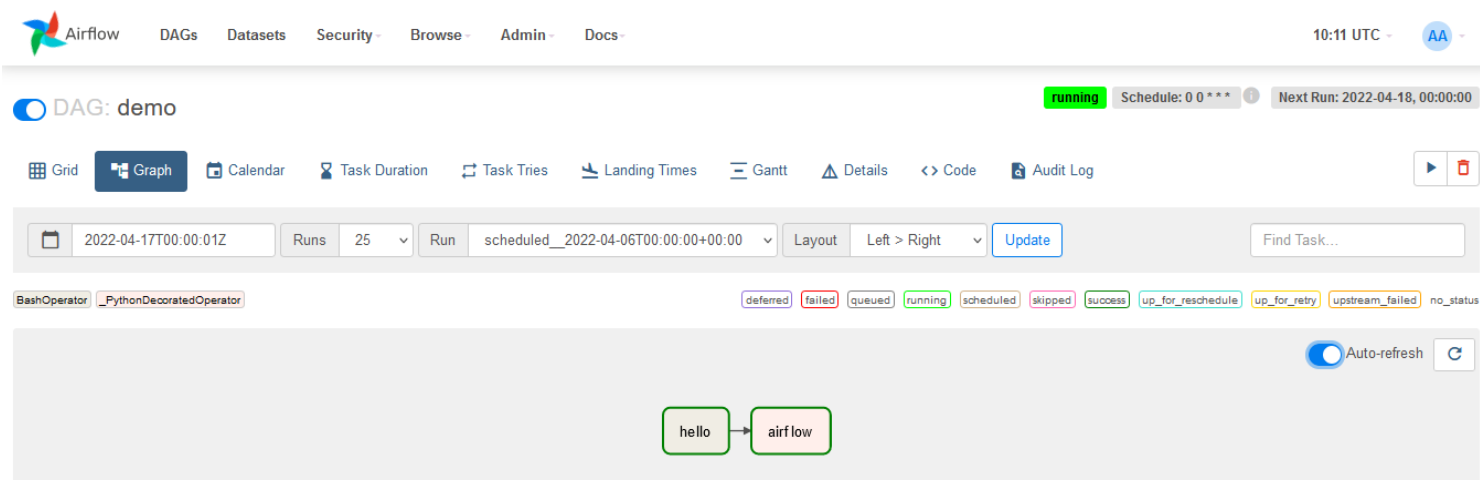 Airflow DAGs Datasets Security Browse Admin Docs 10:11 UTC AA
DAG: demo running Schedule: 0 0 * * * i Next Run: 2022-04-18, 00:00:00
Grid Graph Calendar Task Duration Task Tries Landing Times Gantt Details <> Code Audit Log
2022-04-17T00:00:01Z Runs 25 Run scheduled__2022-04-06T00:00:00+00:00 Layout Left > Right Update Find Task...
BashOperator _PythonDecoratedOperator deferred failed queued running scheduled skipped success up_for_reschedule up_for_retry upstream_failed no_status
Auto-refresh
hello airflow